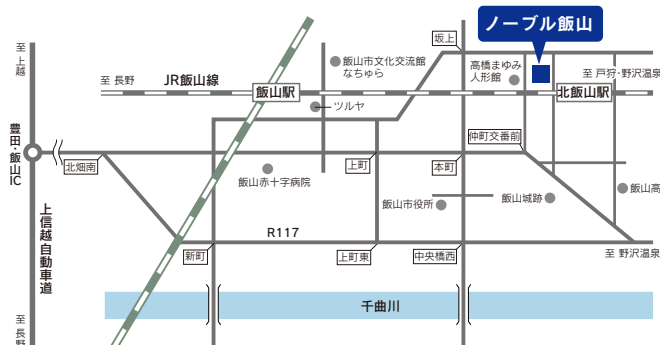 ノーブル飯山
坂上
至 上越
飯山市文化交流館
なちゅら
高橋まゆみ
人形館
至 長野
JR飯山線
至 戸狩・野沢温泉
飯山駅
北飯山駅
ツルヤ
豊田・飯山IC
仲町交番前
北畑南
上町
本町
飯山赤十字病院
飯山市役所
飯山城跡
飯山高
上信越自動車道
R117
新町
上町東
中央橋西
至 野沢温泉
千曲川
至 長野